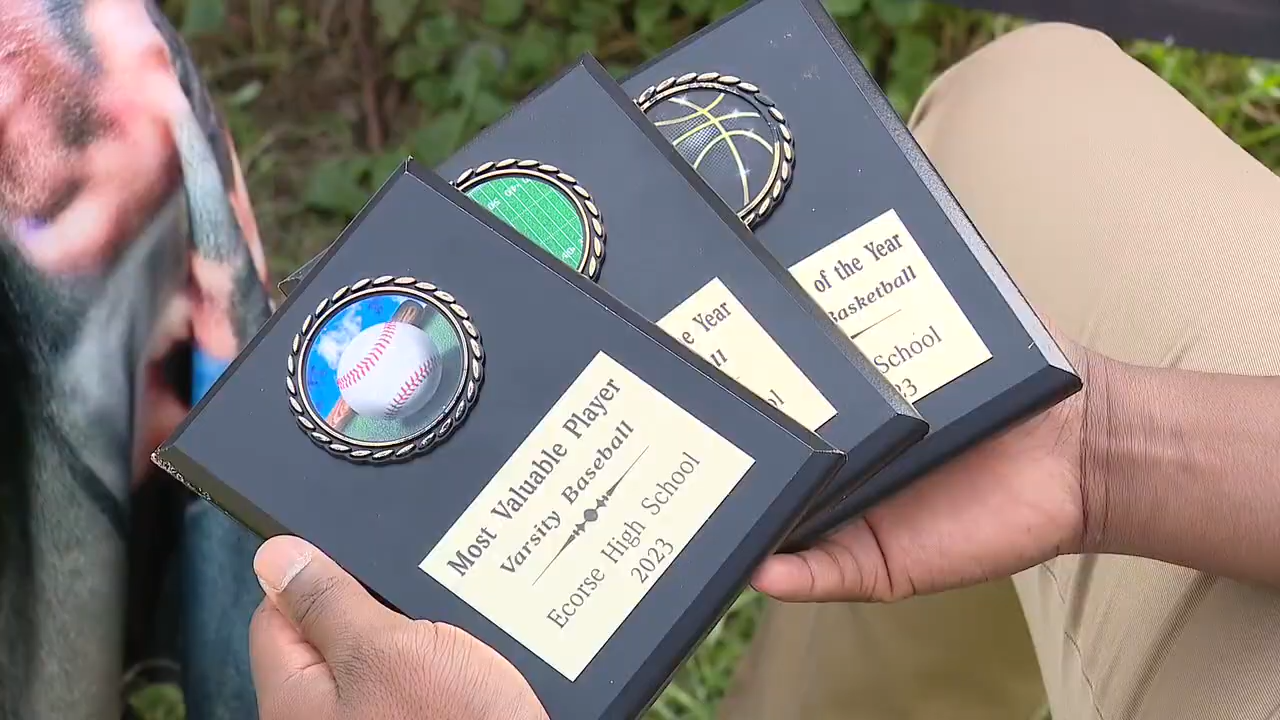 Most Valuable Player
Varsity Baseball
Ecorse High School
2023
Year
of the Year
Basketball
School